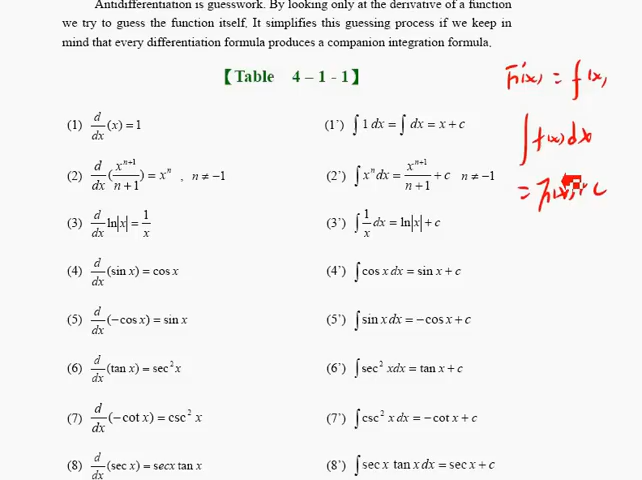 Antidifferentiation is guesswork. By looking only at the derivative of a function
we try to guess the function itself. It simplifies this guessing process if we keep in
mind that every differentiation formula produces a companion integration formula.
【Table 4–1-1】
F'(x) = f(x)
(1) d/dx (x) = 1 (1') ∫ 1 dx = ∫ dx = x + c
∫ f(x) dx
(2) d/dx (x^{n+1}/(n+1)) = x^n , n ≠ −1 (2') ∫ x^n dx = x^{n+1}/(n+1) + c n ≠ −1
= F(x) + C
(3) d/dx ln|x| = 1/x (3') ∫ 1/x dx = ln|x| + c
(4) d/dx (sin x) = cos x (4') ∫ cos x dx = sin x + c
(5) d/dx (−cos x) = sin x (5') ∫ sin x dx = −cos x + c
(6) d/dx (tan x) = sec² x (6') ∫ sec² x dx = tan x + c
(7) d/dx (−cot x) = csc² x (7') ∫ csc² x dx = −cot x + c
(8) d/dx (sec x) = secx tan x (8') ∫ sec x tan x dx = sec x + c